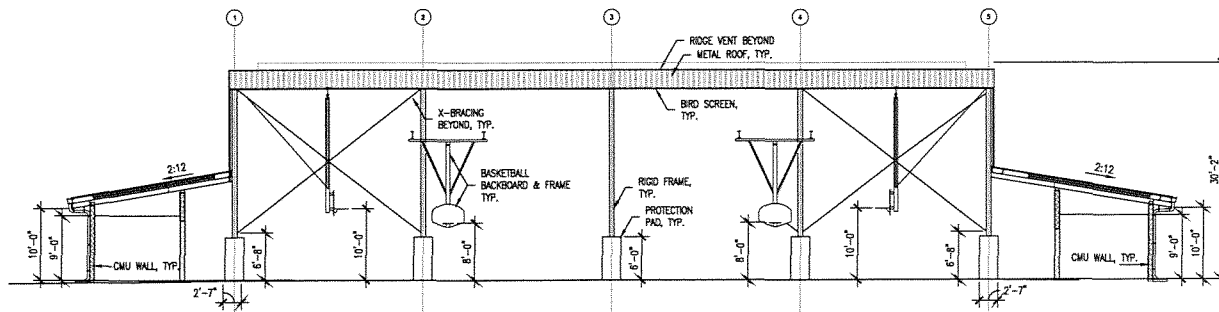 1
2
3
4
5
RIDGE VENT BEYOND
METAL ROOF, TYP.
X-BRACING
BEYOND, TYP.
BIRD SCREEN,
TYP.
2:12
2:12
BASKETBALL
BACKBOARD & FRAME
TYP.
RIGID FRAME,
TYP.
PROTECTION
PAD, TYP.
30'-2"
10'-0"
9'-0"
CMU WALL, TYP.
6'-8"
10'-0"
8'-0"
6'-0"
8'-0"
10'-0"
6'-8"
CMU WALL, TYP.
9'-0"
10'-0"
2'-7"
2'-7"